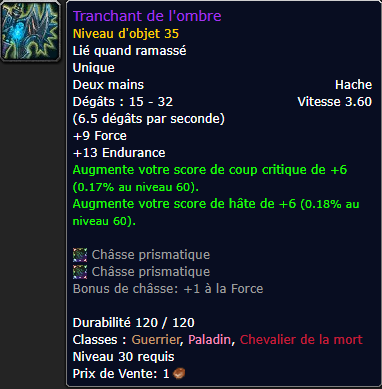 Tranchant de l'ombre
Niveau d'objet 35
Lié quand ramassé
Unique
Deux mains Hache
Dégâts : 15 - 32 Vitesse 3.60
(6.5 dégâts par seconde)
+9 Force
+13 Endurance
Augmente votre score de coup critique de +6
(0.17% au niveau 60).
Augmente votre score de hâte de +6 (0.18% au
niveau 60).
Châsse prismatique
Châsse prismatique
Bonus de châsse: +1 à la Force
Durabilité 120 / 120
Classes : Guerrier, Paladin, Chevalier de la mort
Niveau 30 requis
Prix de Vente: 1